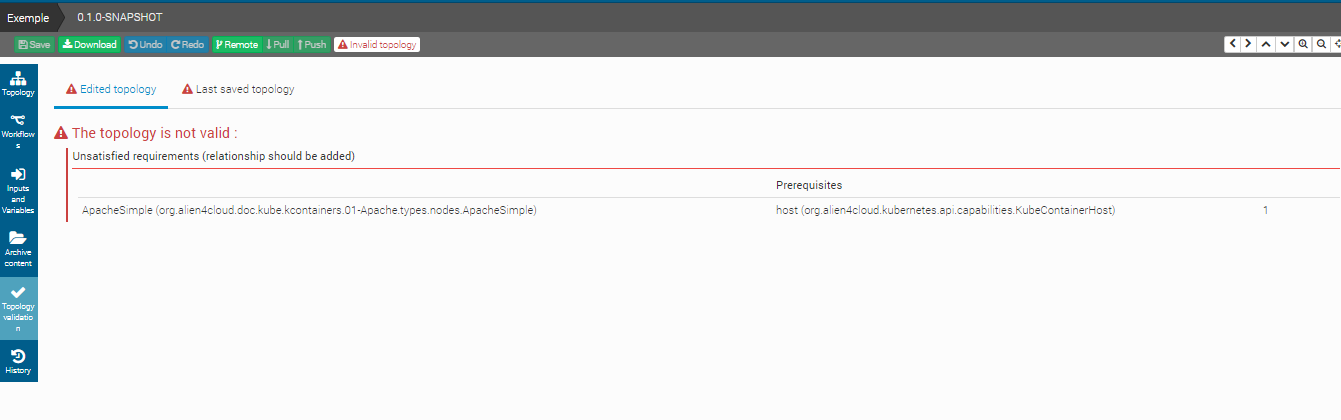 Exemple 0.1.0-SNAPSHOT
Save Download Undo Redo Remote Pull Push Invalid topology
Topology
Workflow
s
Inputs
and
Variables
Archive
content
Topology
validatio
n
History
Edited topology Last saved topology
The topology is not valid :
Unsatisfied requirements (relationship should be added)
Prerequisites
ApacheSimple (org.alien4cloud.doc.kube.kcontainers.01-Apache.types.nodes.ApacheSimple) host (org.alien4cloud.kubernetes.api.capabilities.KubeContainerHost) 1